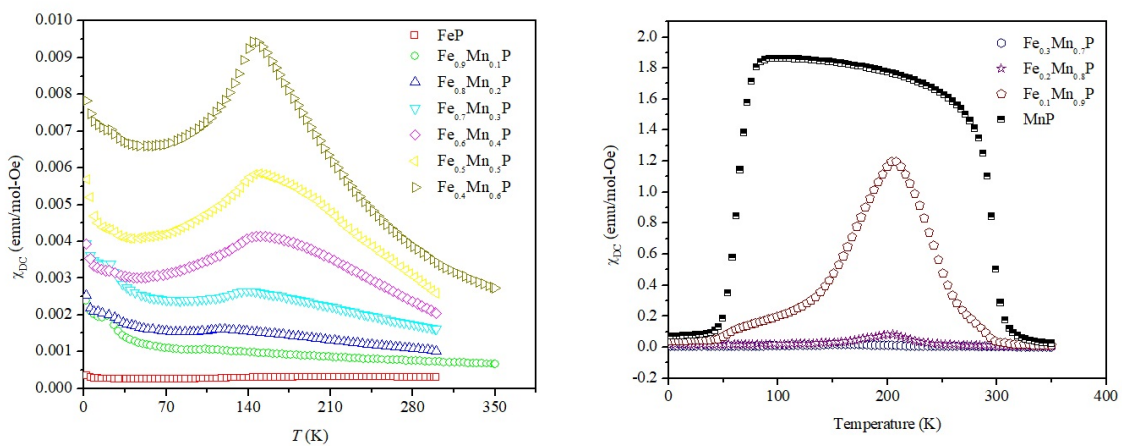 0.010
0.009
0.008
0.007
0.006
0.005
0.004
0.003
0.002
0.001
0.000
χDC (emu/mol-Oe)
0
70
140
210
280
350
T (K)
FeP
Fe0.9Mn0.1P
Fe0.8Mn0.2P
Fe0.7Mn0.3P
Fe0.6Mn0.4P
Fe0.5Mn0.5P
Fe0.4Mn0.6P
2.0
1.8
1.6
1.4
1.2
1.0
0.8
0.6
0.4
0.2
0.0
-0.2
χDC (emu/mol-Oe)
0
100
200
300
400
Temperature (K)
Fe0.3Mn0.7P
Fe0.2Mn0.8P
Fe0.1Mn0.9P
MnP